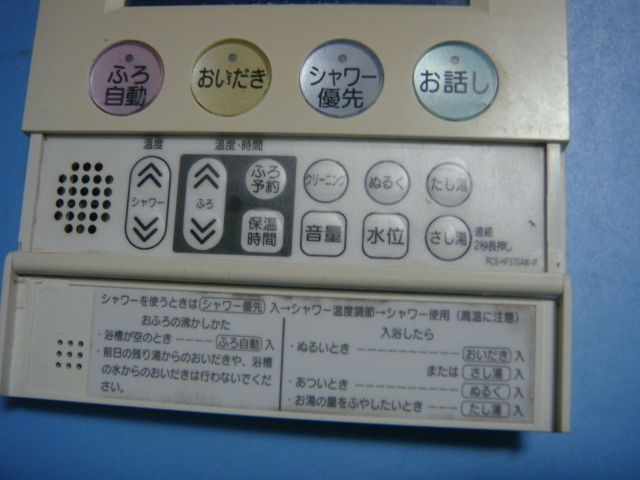 ふろ
自動
おいだき
シャワー
優先
お話し
温度
温度・時間
シャワー
ふろ
ふろ
予約
クリーニング
ぬるく
たし湯
保温
時間
音量
水位
さし湯
連続
2秒長押し
RCS-HF370AW-P
シャワーを使うときは シャワー優先 入→シャワー温度調節→シャワー使用（高温に注意）
おふろの沸かしかた
・浴槽が空のとき ---- ふろ自動 入
・前日の残り湯からのおいだきや、浴槽
の水からのおいだきは行わないでくだ
さい。
入浴したら
・ぬるいとき ---------- おいだき 入
または さし湯 入
・あついとき ---------- ぬるく 入
・お湯の量をふやしたいとき ---- たし湯 入